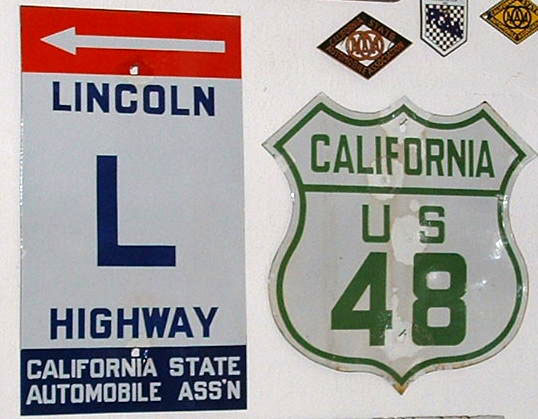 LINCOLN
L
HIGHWAY
CALIFORNIA STATE
AUTOMOBILE ASS'N
CALIFORNIA
U S
48